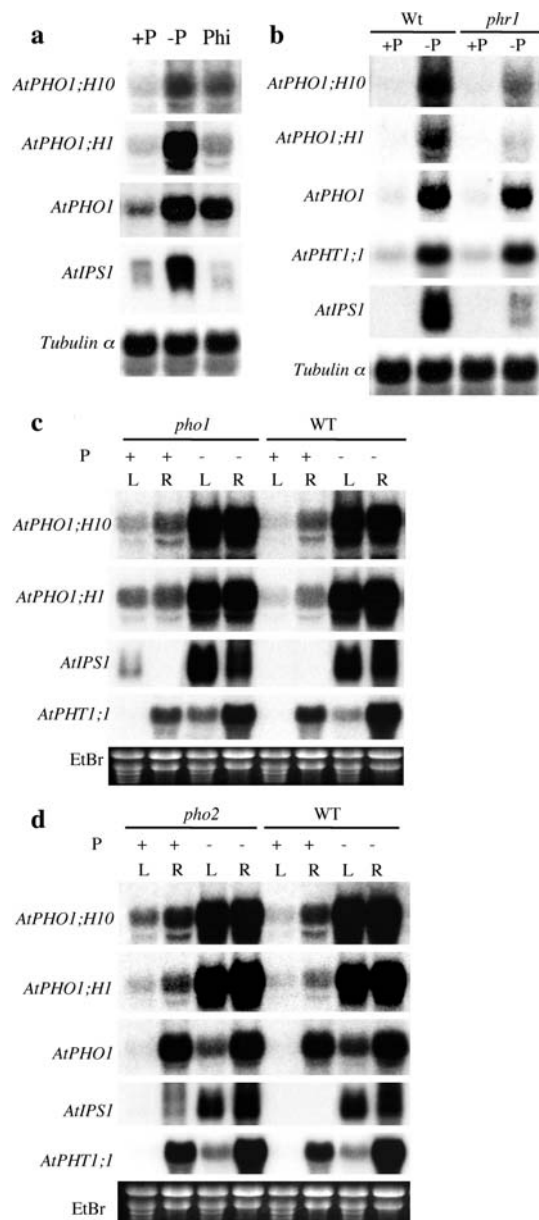 a
+P -P Phi
AtPHO1;H10
AtPHO1;H1
AtPHO1
AtIPS1
Tubulin α
b
Wt phr1
+P -P +P -P
AtPHO1;H10
AtPHO1;H1
AtPHO1
AtPHT1;1
AtIPS1
Tubulin α
c
pho1 WT
P + + - - + + - -
L R L R L R L R
AtPHO1;H10
AtPHO1;H1
AtIPS1
AtPHT1;1
EtBr
d
pho2 WT
P + + - - + + - -
L R L R L R L R
AtPHO1;H10
AtPHO1;H1
AtPHO1
AtIPS1
AtPHT1;1
EtBr